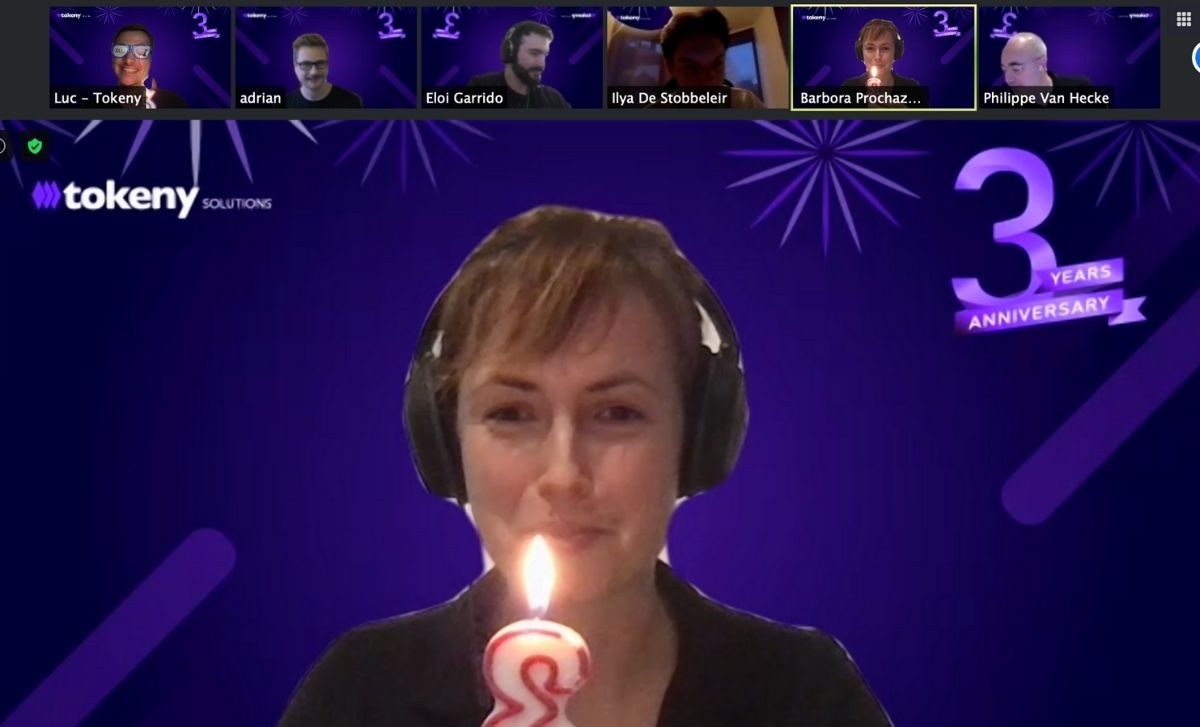 Luc – Tokeny
adrian
Eloi Garrido
Ilya De Stobbeleir
Barbora Prochaz...
Philippe Van Hecke
tokeny SOLUTIONS
3
YEARS
ANNIVERSARY